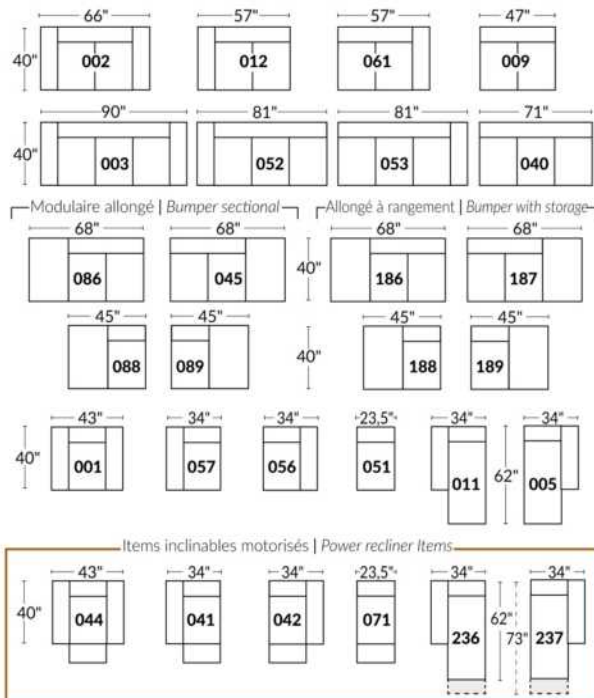 66" 57" 57" 47"
40" 002 012 061 009
90" 81" 81" 71"
40" 003 052 053 040
Modulaire allongé | Bumper sectional Allongé à rangement | Bumper with storage
68" 68" 68" 68"
086 045 40" 186 187
45" 45" 45" 45"
088 089 40" 188 189
43" 34" 34" 23,5" 34" 34"
40" 001 057 056 051 011 62" 005
Items inclinables motorisés | Power recliner Items
43" 34" 34" 23,5" 34" 34"
40" 044 041 042 071 236 62" 73" 237